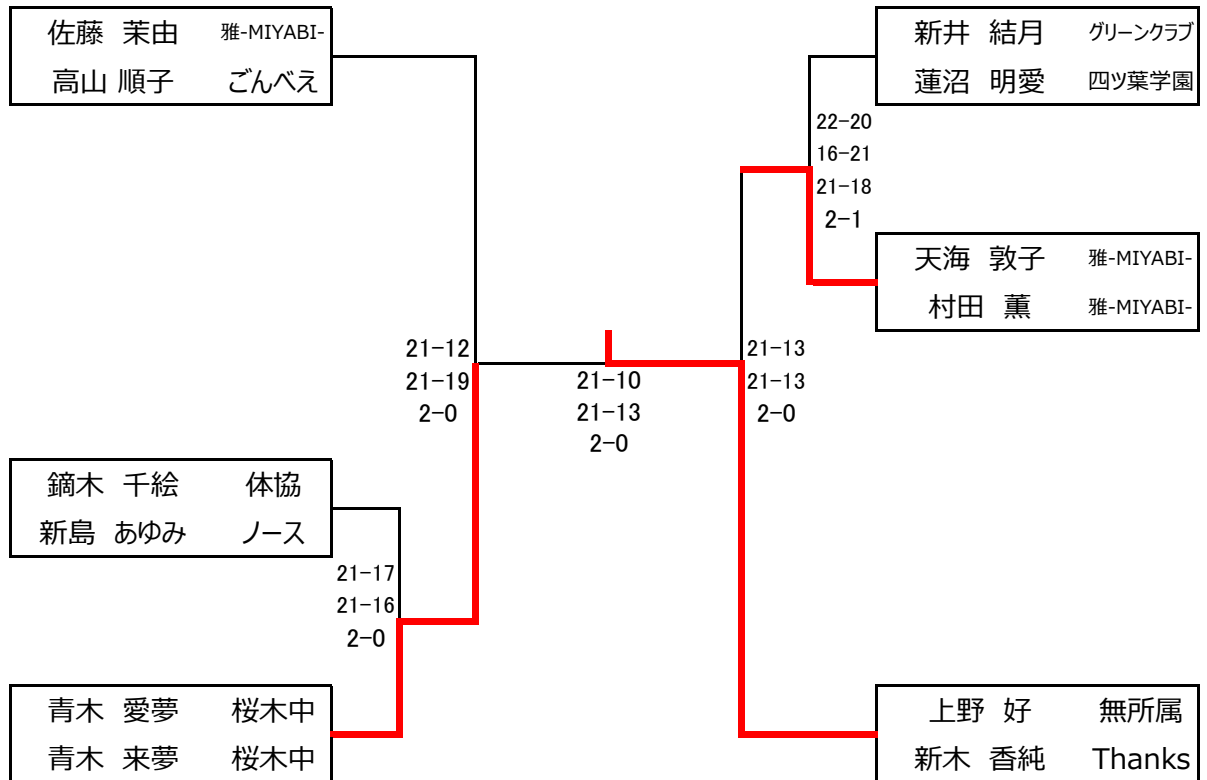 佐藤 茉由 雅-MIYABI-
高山 順子 ごんべえ
新井 結月 グリーンクラブ
蓮沼 明愛 四ツ葉学園
22-20
16-21
21-18
2-1
天海 敦子 雅-MIYABI-
村田 薫 雅-MIYABI-
21-12
21-19
2-0
21-10
21-13
2-0
21-13
21-13
2-0
鏑木 千絵 体協
新島 あゆみ ノース
21-17
21-16
2-0
青木 愛夢 桜木中
青木 来夢 桜木中
上野 好 無所属
新木 香純 Thanks